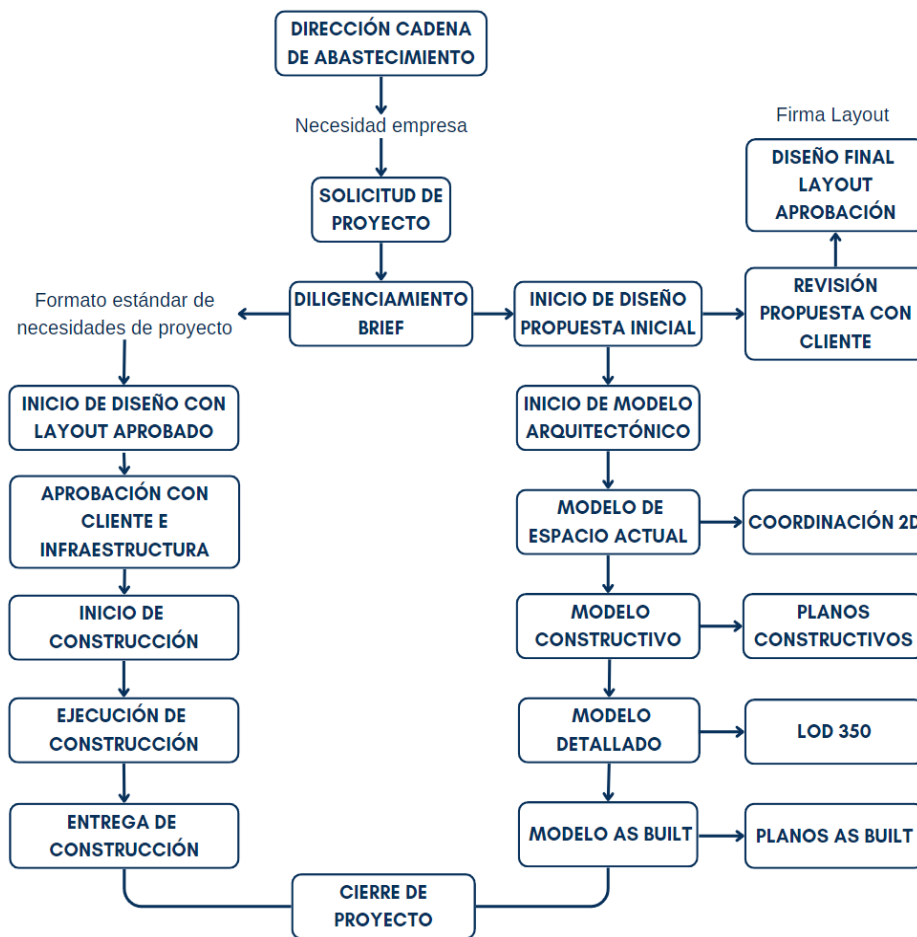 DIRECCIÓN CADENA
DE ABASTECIMIENTO
Necesidad empresa
Firma Layout
DISEÑO FINAL
LAYOUT
APROBACIÓN
SOLICITUD DE
PROYECTO
Formato estándar de
necesidades de proyecto
DILIGENCIAMIENTO
BRIEF
INICIO DE DISEÑO
PROPUESTA INICIAL
REVISIÓN
PROPUESTA CON
CLIENTE
INICIO DE DISEÑO CON
LAYOUT APROBADO
INICIO DE MODELO
ARQUITECTÓNICO
APROBACIÓN CON
CLIENTE E
INFRAESTRUCTURA
MODELO DE
ESPACIO ACTUAL
COORDINACIÓN 2D
INICIO DE
CONSTRUCCIÓN
MODELO
CONSTRUCTIVO
PLANOS
CONSTRUCTIVOS
EJECUCIÓN DE
CONSTRUCCIÓN
MODELO
DETALLADO
LOD 350
ENTREGA DE
CONSTRUCCIÓN
MODELO AS BUILT
PLANOS AS BUILT
CIERRE DE
PROYECTO